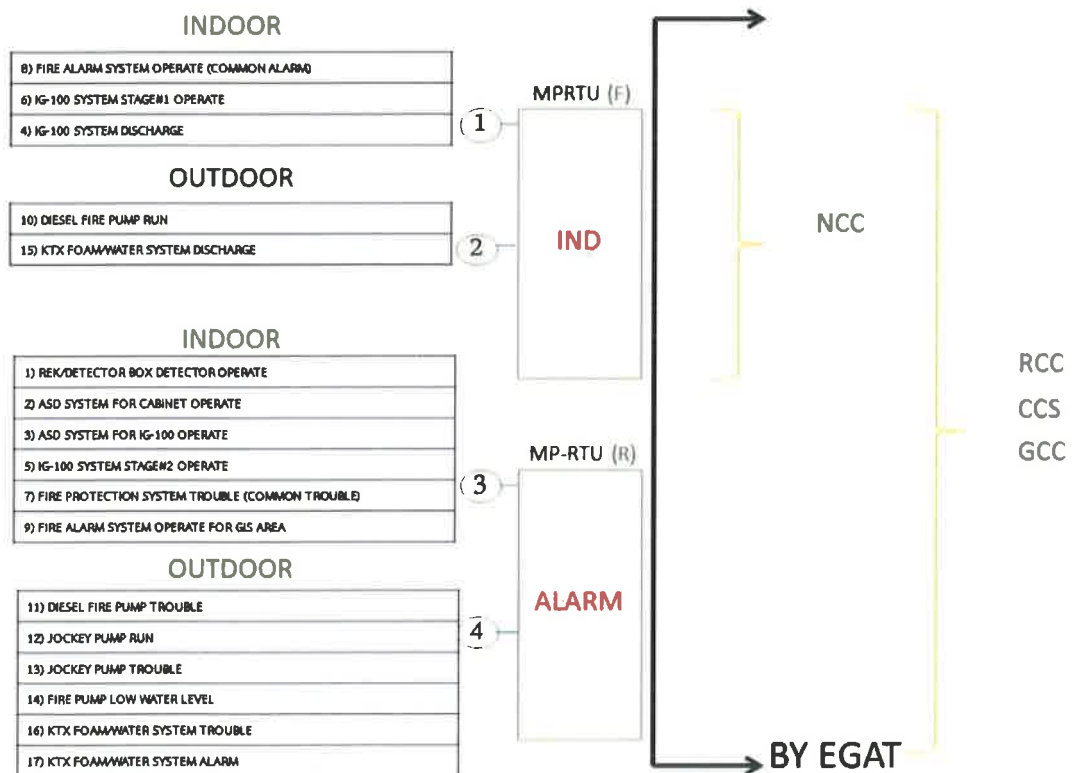 INDOOR
8) FIRE ALARM SYSTEM OPERATE (COMMON ALARM)
6) IG-100 SYSTEM STAGE#1 OPERATE
4) IG-100 SYSTEM DISCHARGE
1
OUTDOOR
10) DIESEL FIRE PUMP RUN
15) KTX FOAM/WATER SYSTEM DISCHARGE
2
MPRTU (F)
IND
NCC
INDOOR
1) REK/DETECTOR BOX DETECTOR OPERATE
2) ASD SYSTEM FOR CABINET OPERATE
3) ASD SYSTEM FOR IG-100 OPERATE
5) IG-100 SYSTEM STAGE#2 OPERATE
7) FIRE PROTECTION SYSTEM TROUBLE (COMMON TROUBLE)
9) FIRE ALARM SYSTEM OPERATE FOR GIS AREA
3
OUTDOOR
11) DIESEL FIRE PUMP TROUBLE
12) JOCKEY PUMP RUN
13) JOCKEY PUMP TROUBLE
14) FIRE PUMP LOW WATER LEVEL
16) KTX FOAM/WATER SYSTEM TROUBLE
17) KTX FOAM/WATER SYSTEM ALARM
4
MP-RTU (R)
ALARM
RCC
CCS
GCC
BY EGAT